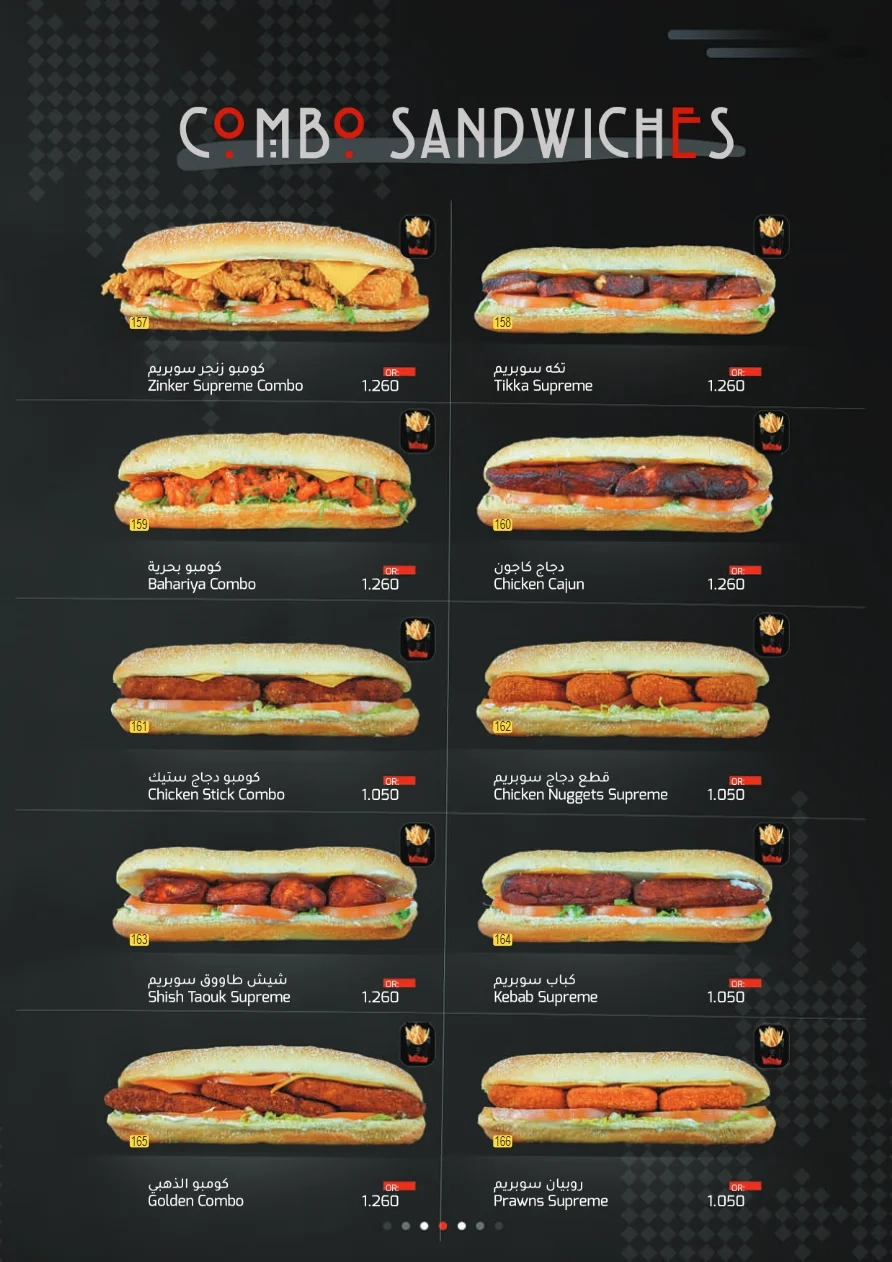 COMBO SANDWICHES
157
كومبو زنجر سوبريم
OR:
Zinker Supreme Combo 1.260
158
تكه سوبريم
OR:
Tikka Supreme 1.260
159
كومبو بحرية
OR:
Bahariya Combo 1.260
160
دجاج كاجون
OR:
Chicken Cajun 1.260
161
كومبو دجاج ستيك
OR:
Chicken Stick Combo 1.050
162
قطع دجاج سوبريم
OR:
Chicken Nuggets Supreme 1.050
163
شيش طاووق سوبريم
OR:
Shish Taouk Supreme 1.260
164
كباب سوبريم
OR:
Kebab Supreme 1.050
165
كومبو الذهبي
OR:
Golden Combo 1.260
166
روبيان سوبريم
OR:
Prawns Supreme 1.050